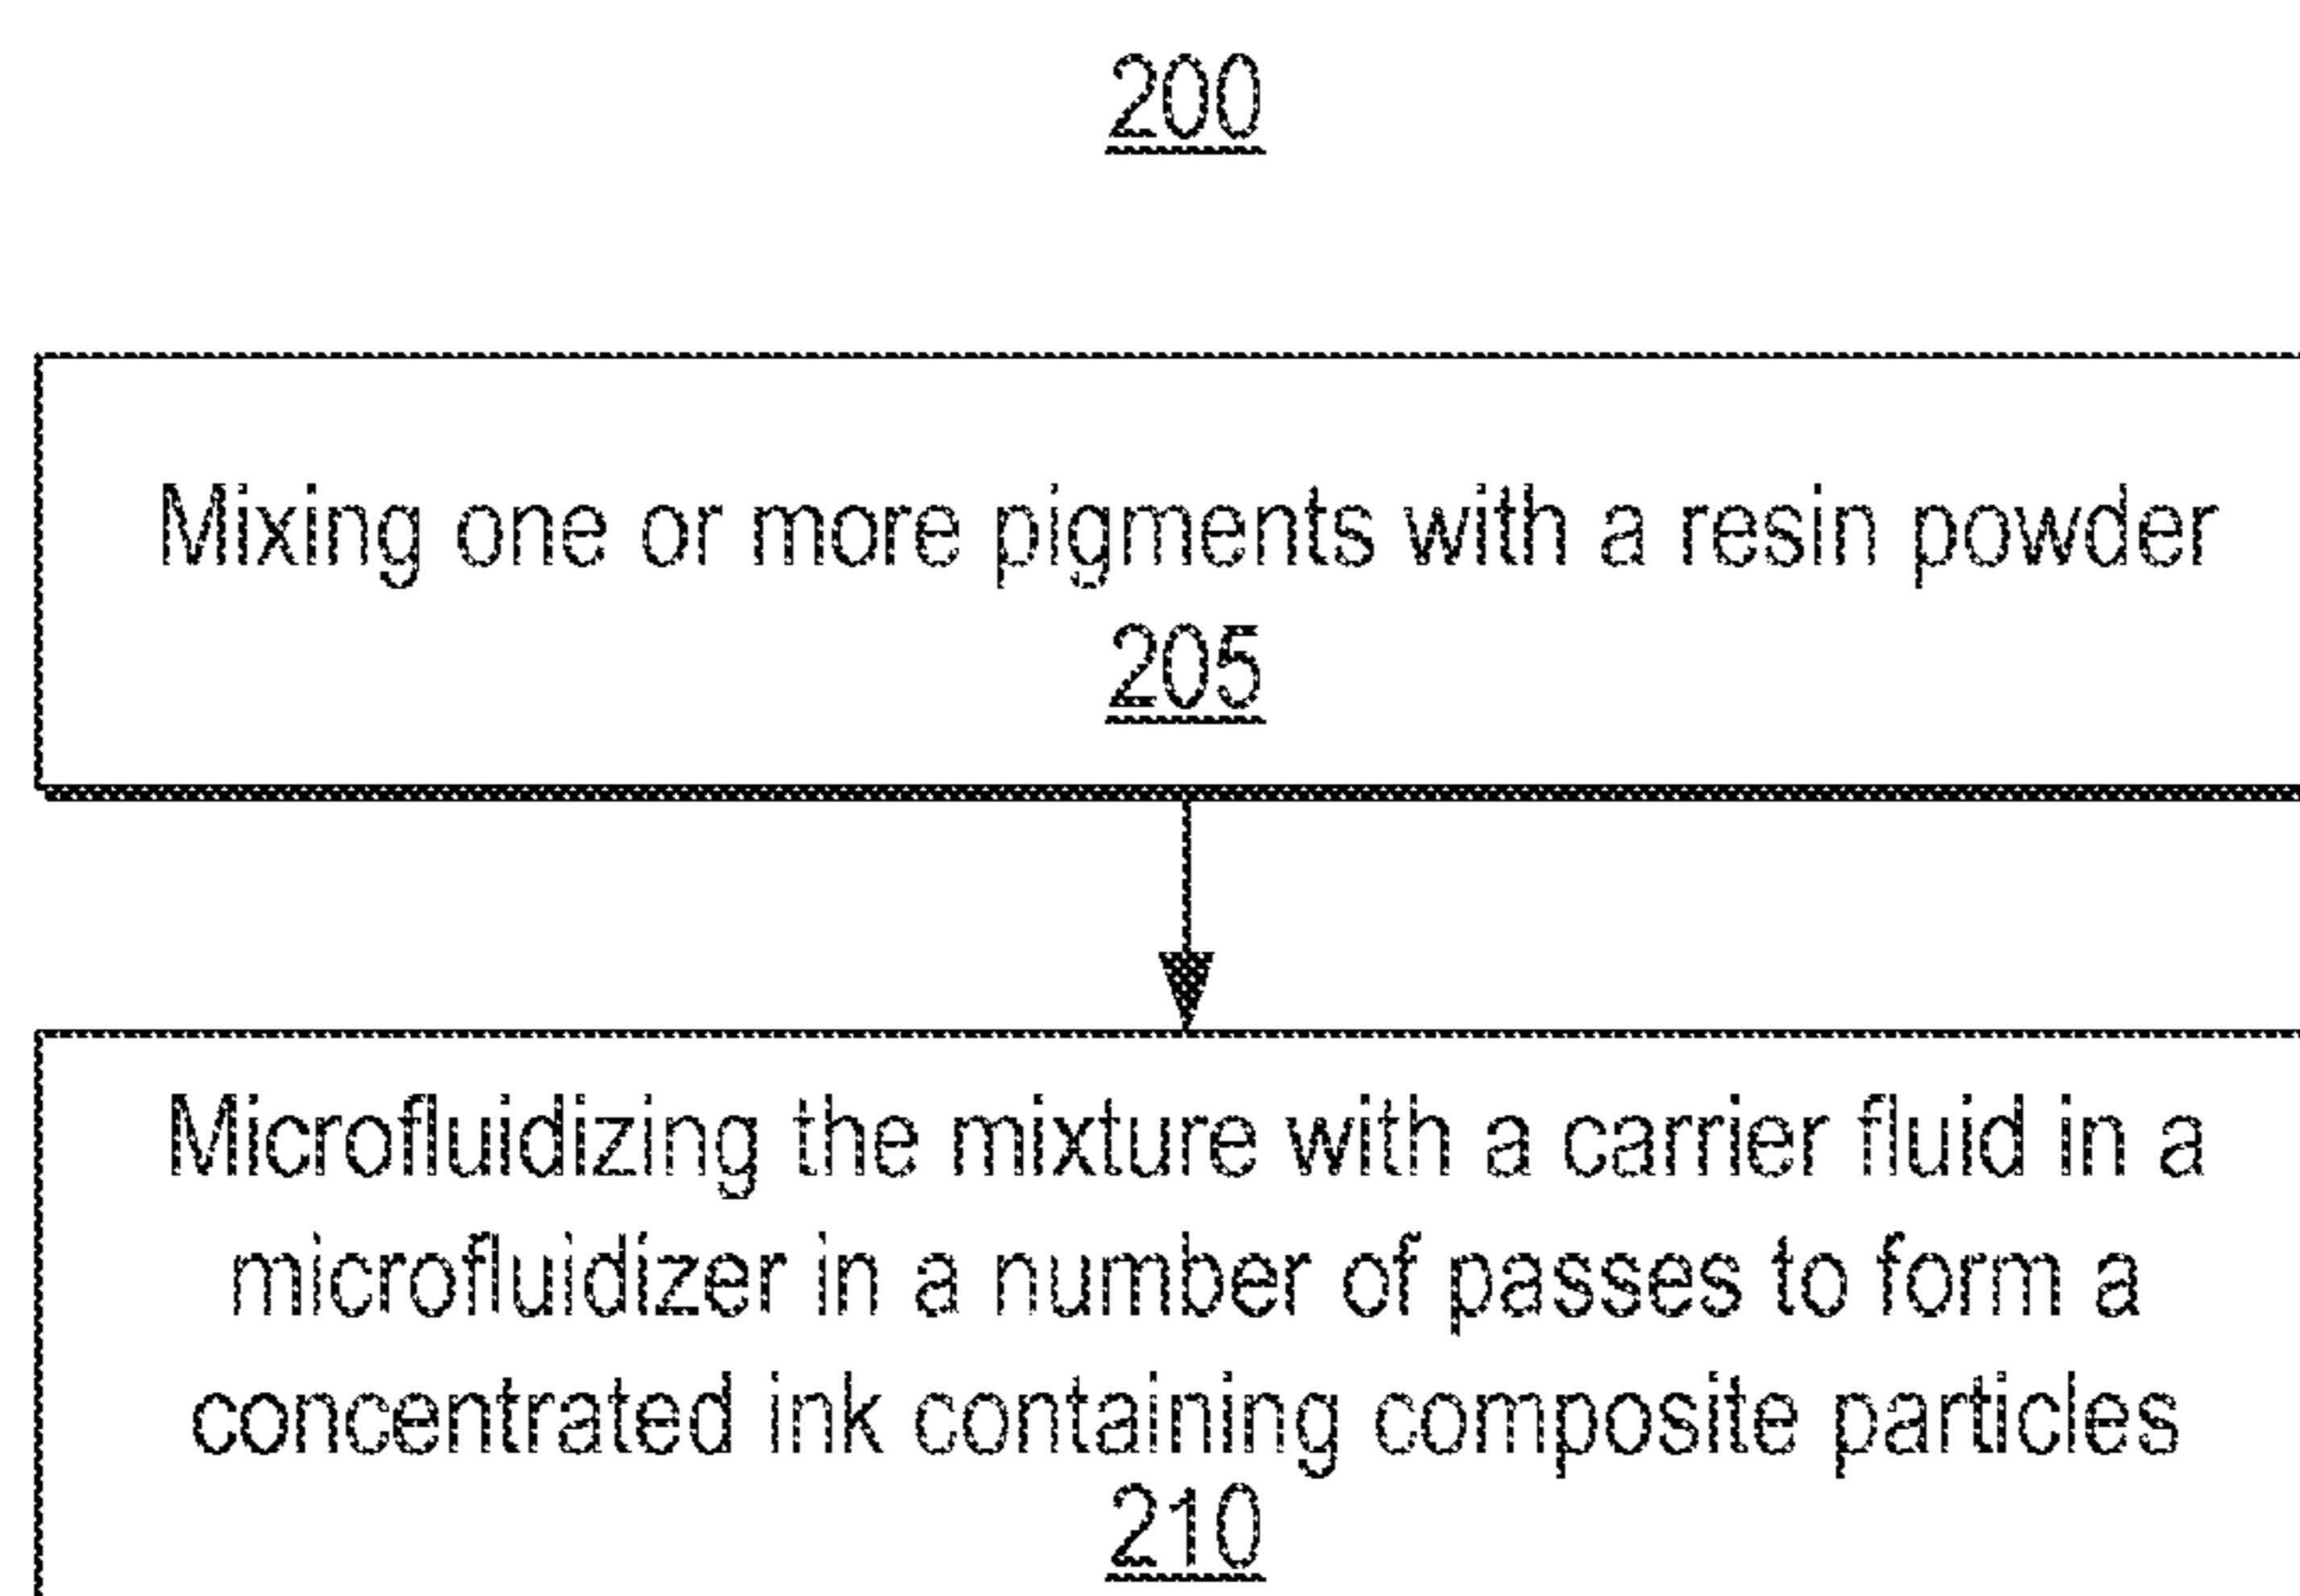 200
Mixing one or more pigments with a resin powder
205
Microfluidizing the mixture with a carrier fluid in a
microfluidizer in a number of passes to form a
concentrated ink containing composite particles
210